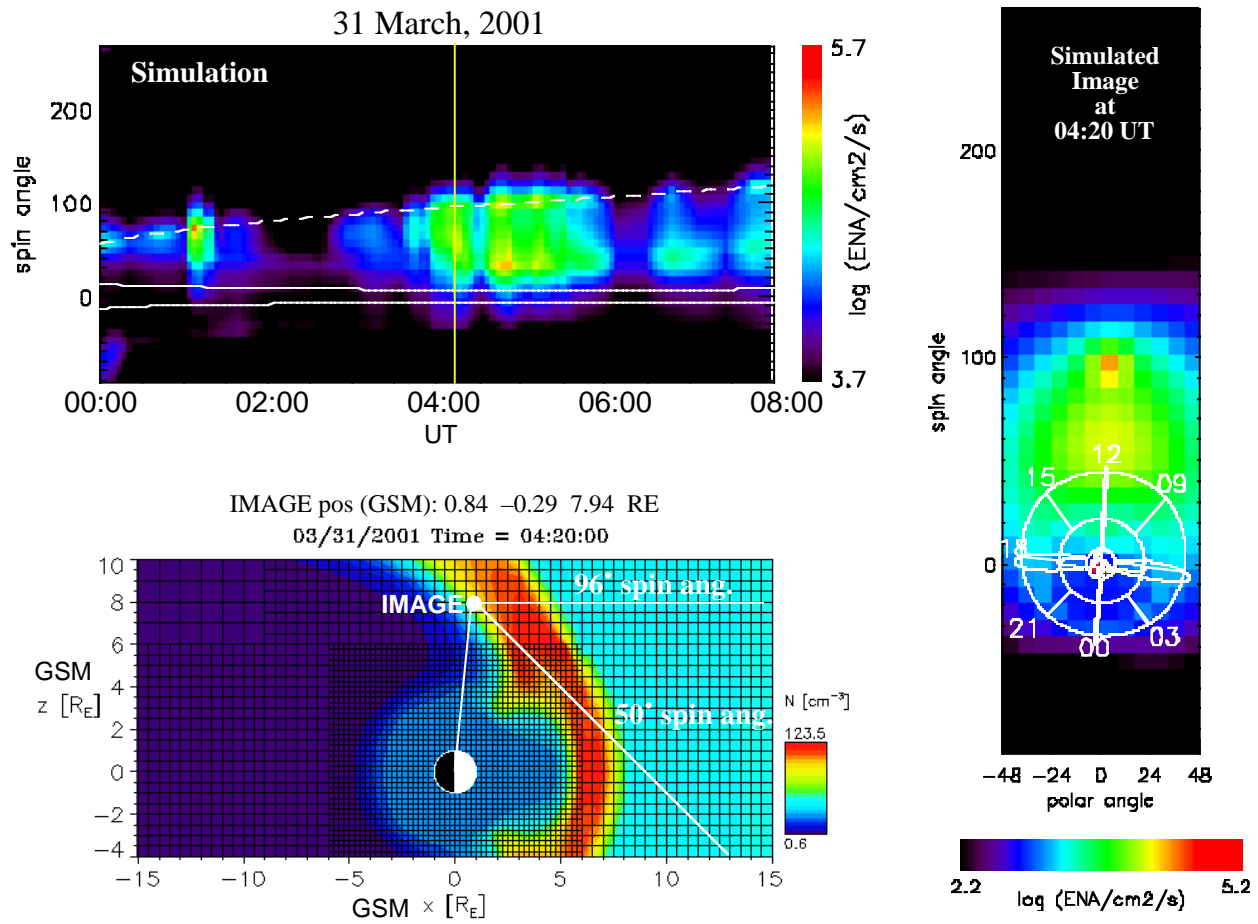 31 March, 2001
Simulation
spin angle
200
100
0
00:00 02:00 04:00 06:00 08:00
UT
5.7
log (ENA/cm2/s)
3.7
Simulated
Image
at
04:20 UT
spin angle
200
100
0
12
15 09
18
21 03
00
−48 −24 0 24 48
polar angle
2.2 5.2
log (ENA/cm2/s)
IMAGE pos (GSM): 0.84 −0.29 7.94 RE
03/31/2001 Time = 04:20:00
GSM
z [RE]
10
8
6
4
2
0
−2
−4
IMAGE
96° spin ang.
50° spin ang.
N [cm−3]
123.5
0.6
−15 −10 −5 0 5 10 15
GSM x [RE]